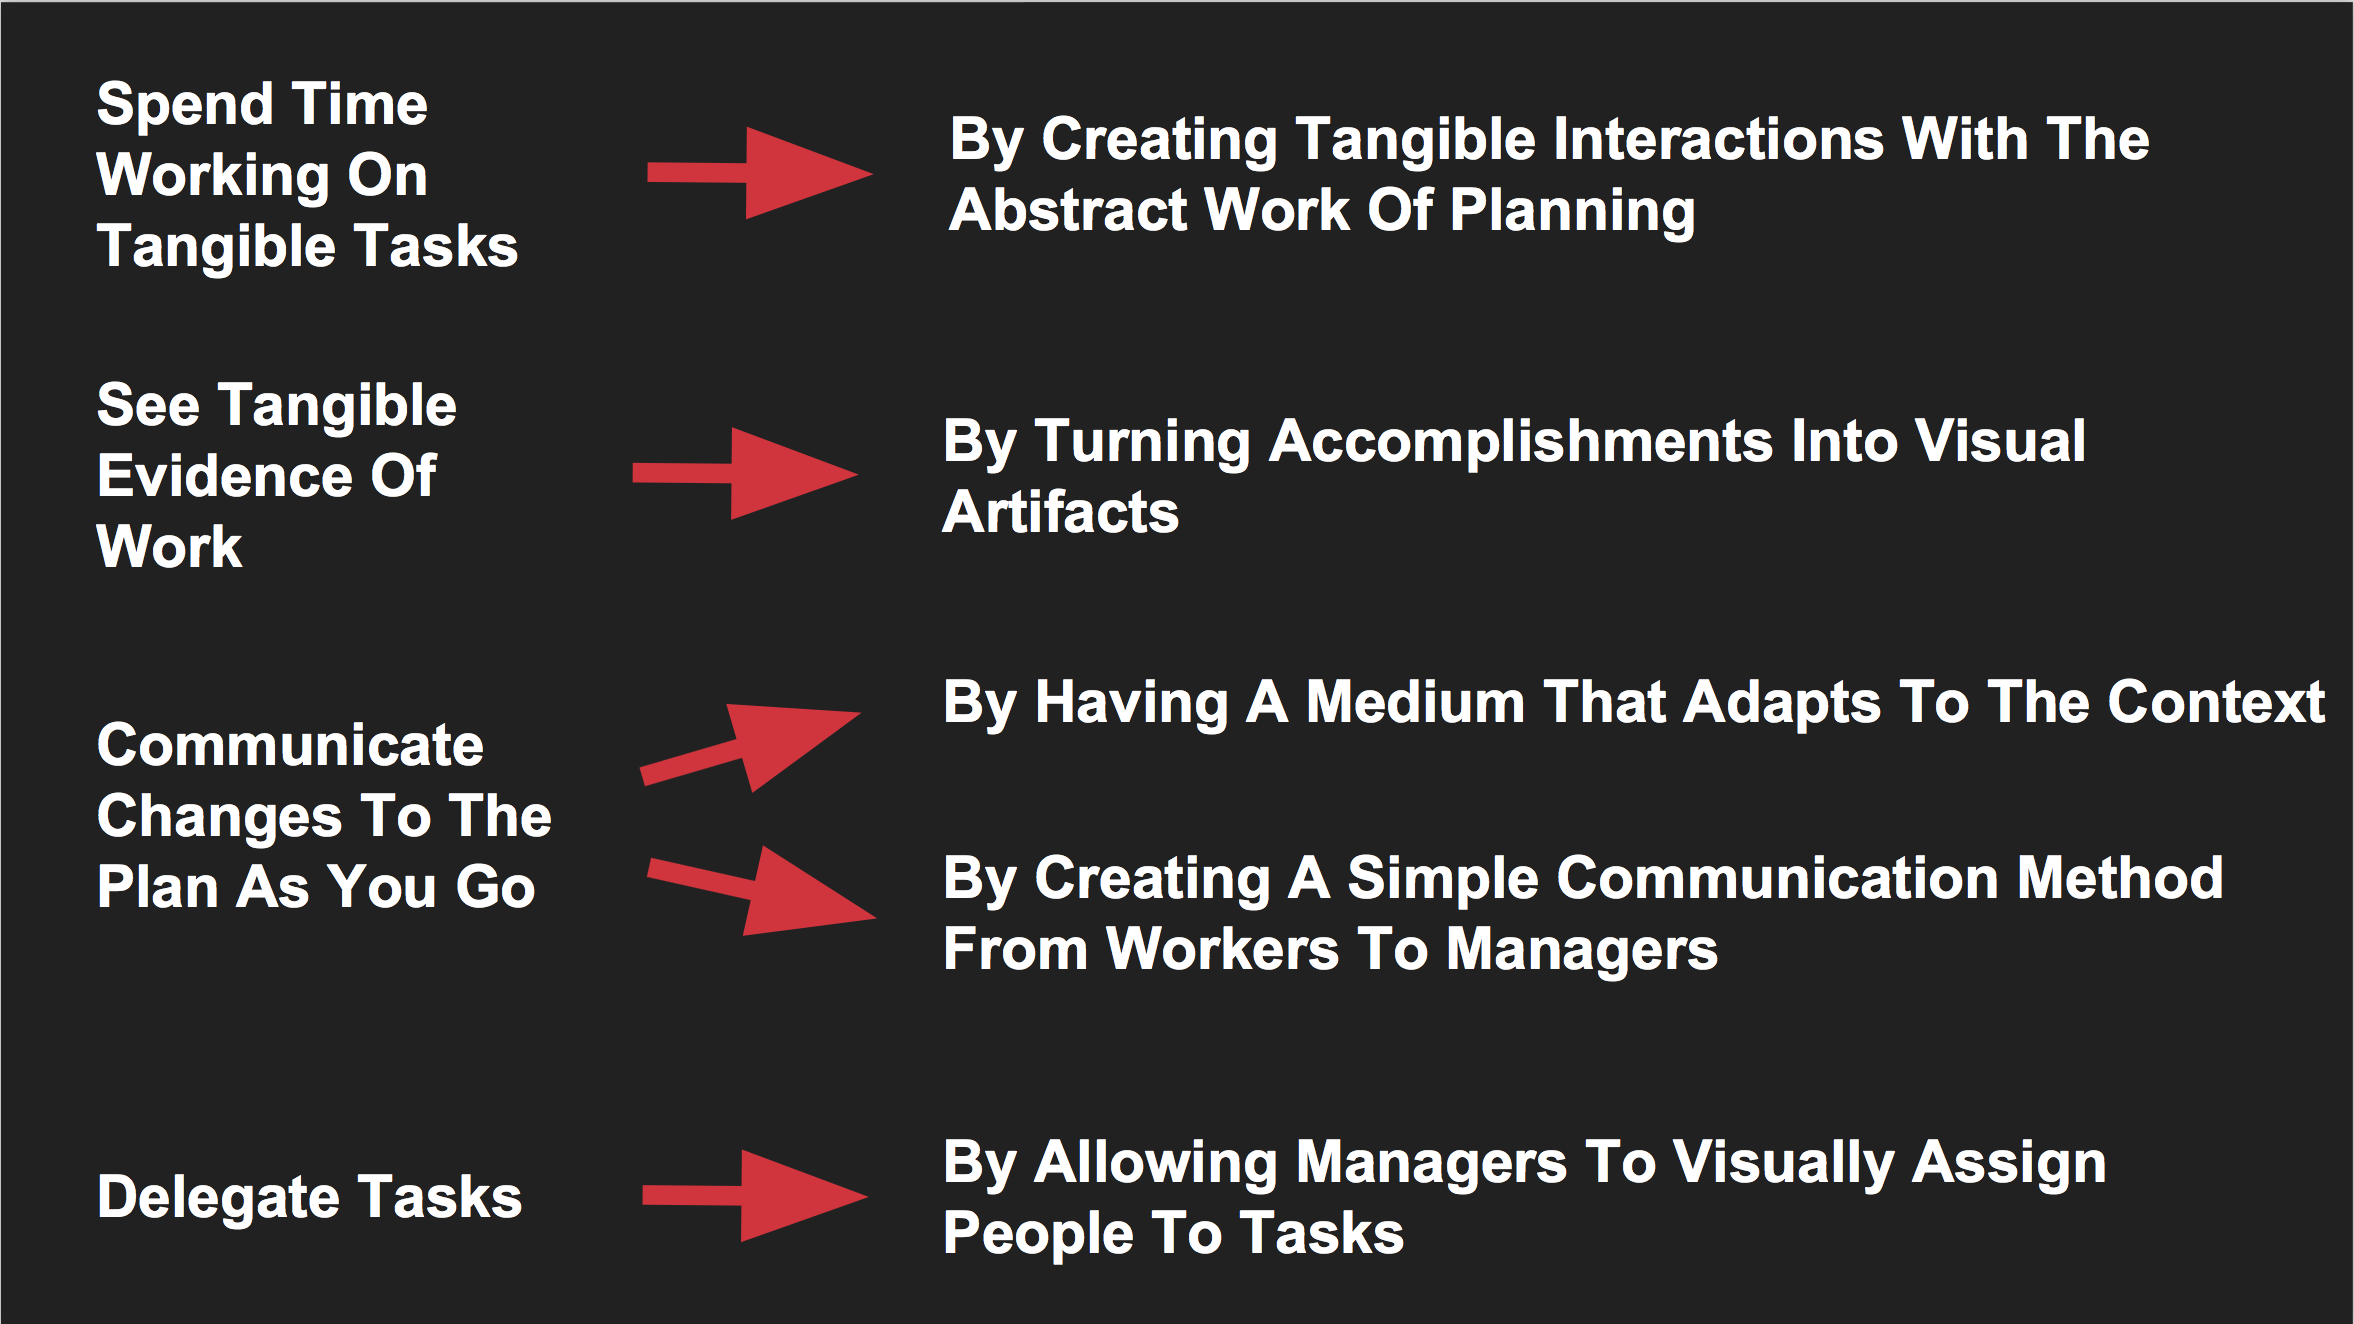 Spend Time
Working On
Tangible Tasks
By Creating Tangible Interactions With The
Abstract Work Of Planning
See Tangible
Evidence Of
Work
By Turning Accomplishments Into Visual
Artifacts
Communicate
Changes To The
Plan As You Go
By Having A Medium That Adapts To The Context
By Creating A Simple Communication Method
From Workers To Managers
Delegate Tasks
By Allowing Managers To Visually Assign
People To Tasks